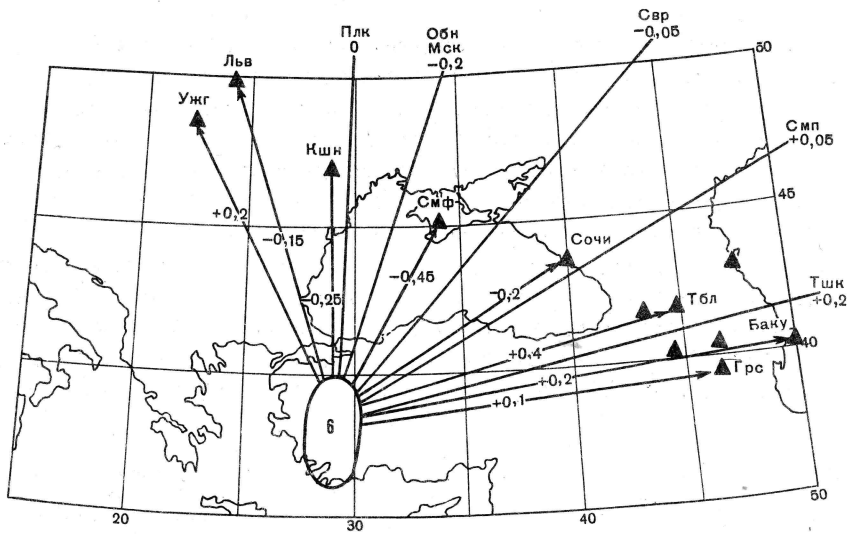 Плк
0
Обн
Мск
-0,2
Свр
-0,05
50
Льв
Ужг
Кшн
Смп
+0,05
45
Смф
+0,2
-0,15
-0,25
-0,45
Сочи
-0,2
Тбл
Тшк
+0,2
Баку
40
+0,4
+0,2
Грс
+0,1
6
20
30
40
50